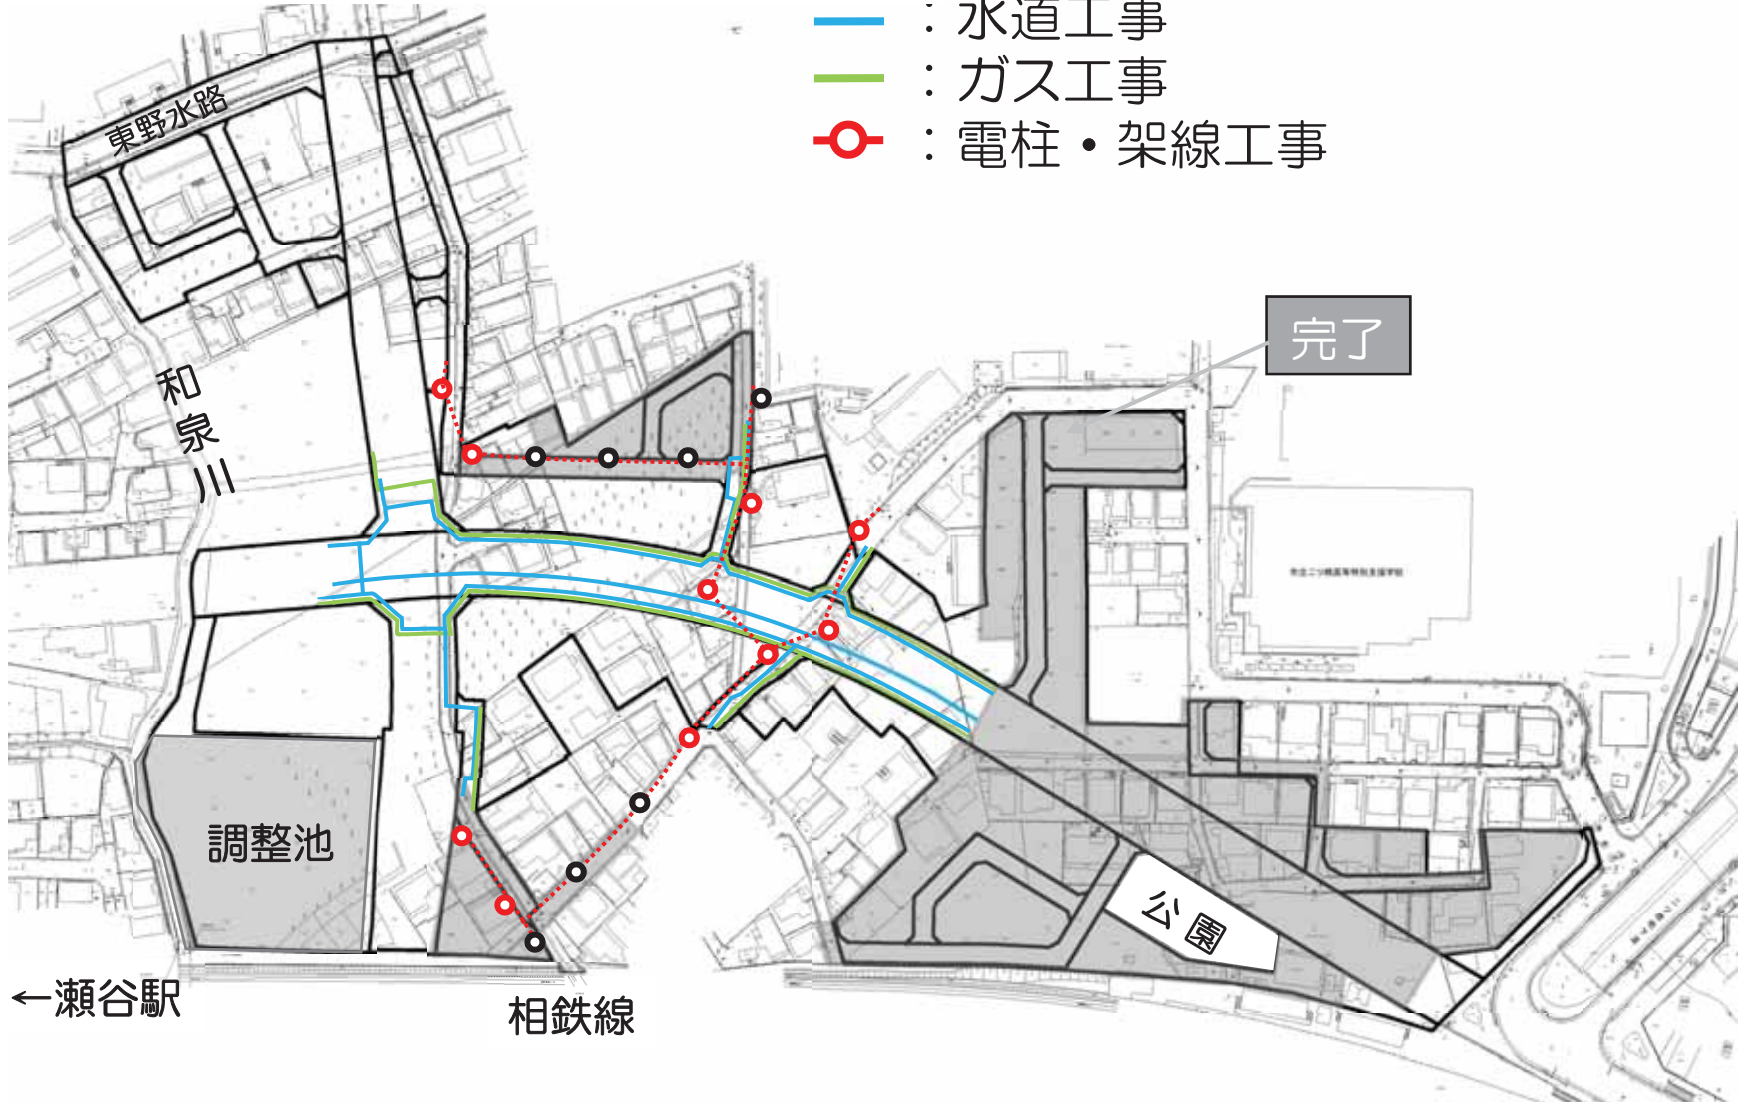 ：水道工事
：ガス工事
：電柱・架線工事
東野水路
完了
和泉川
調整池
公園
←瀬谷駅
相鉄線